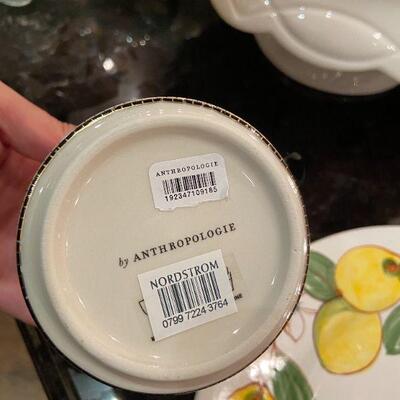 ANTHROPOLOGIE
192347109185
by ANTHROPOLOGIE
NORDSTROM
0799 7224 3764